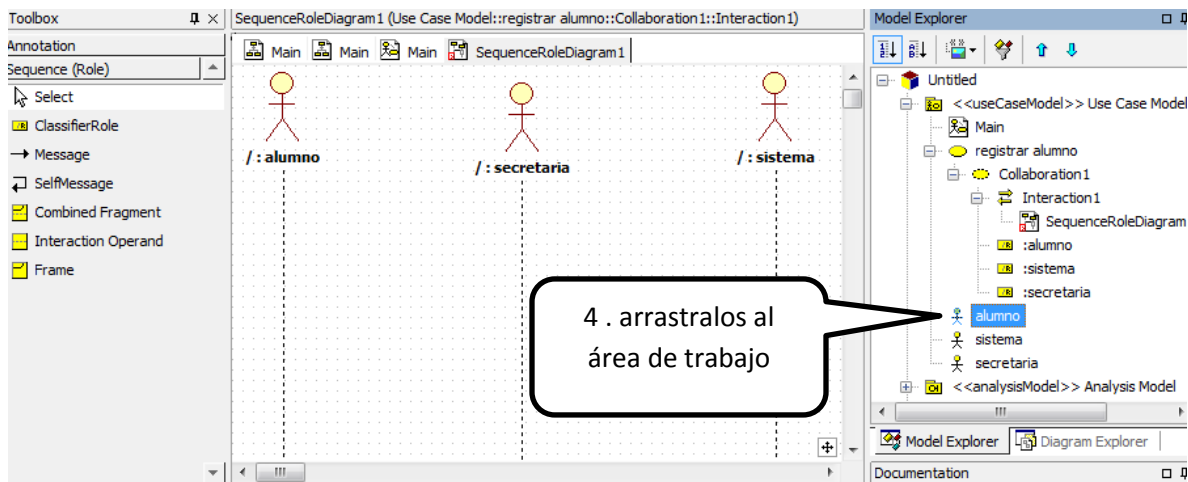 Toolbox
Annotation
Sequence (Role)
Select
ClassifierRole
Message
SelfMessage
Combined Fragment
Interaction Operand
Frame
SequenceRoleDiagram1 (Use Case Model::registrar alumno::Collaboration1::Interaction1)
Main Main Main SequenceRoleDiagram1
/ : alumno
/ : secretaria
/ : sistema
4 . arrastralos al
área de trabajo
Model Explorer
Untitled
<<useCaseModel>> Use Case Model
Main
registrar alumno
Collaboration1
Interaction1
SequenceRoleDiagram
:alumno
:sistema
:secretaria
alumno
sistema
secretaria
<<analysisModel>> Analysis Model
Model Explorer Diagram Explorer
Documentation